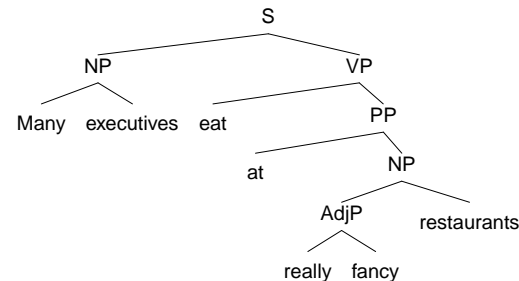 S
NP VP
Many executives eat PP
at NP
AdjP restaurants
really fancy